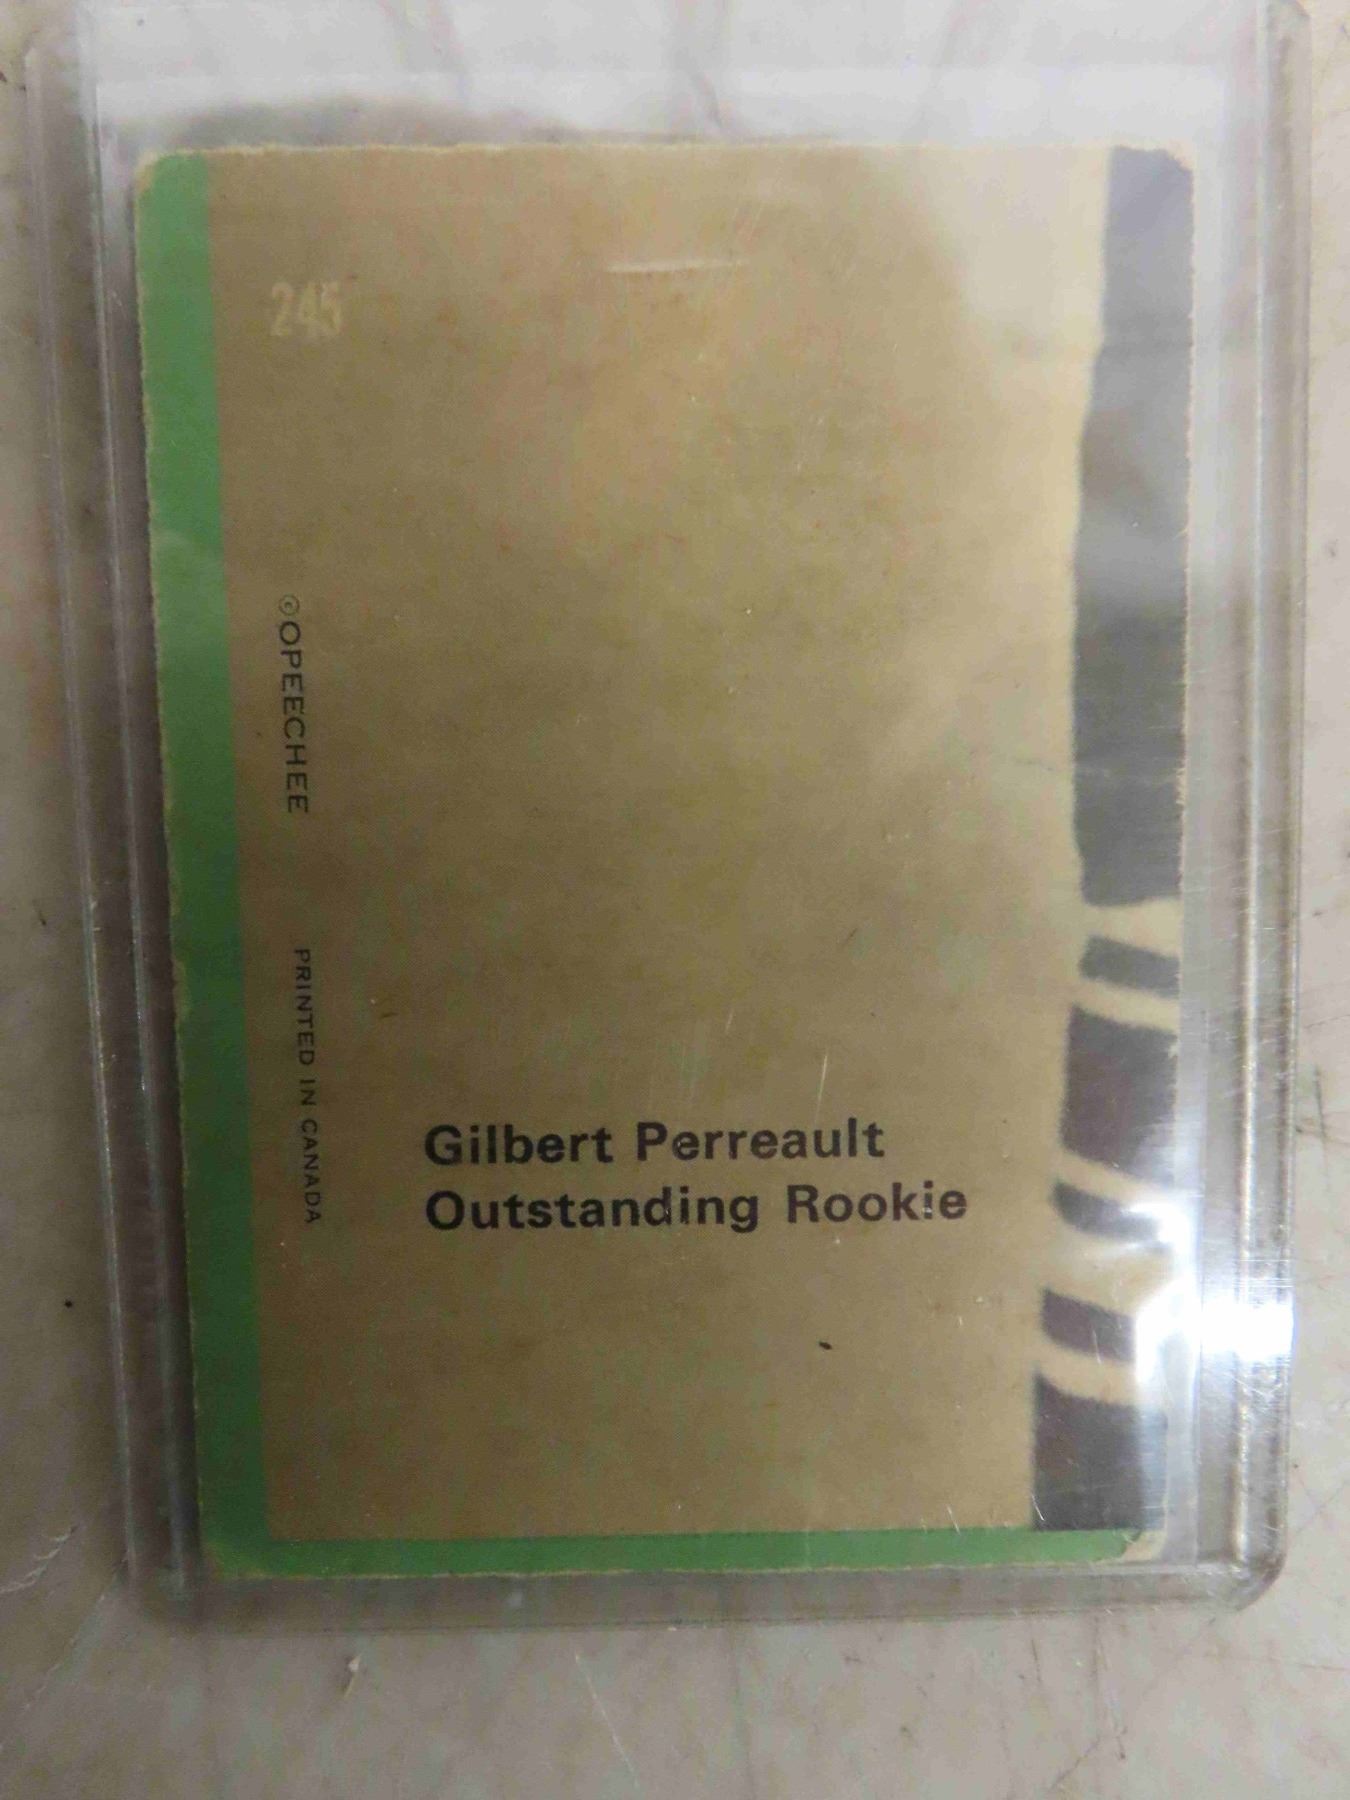 245
©OPEECHEE
PRINTED IN CANADA
Gilbert Perreault
Outstanding Rookie